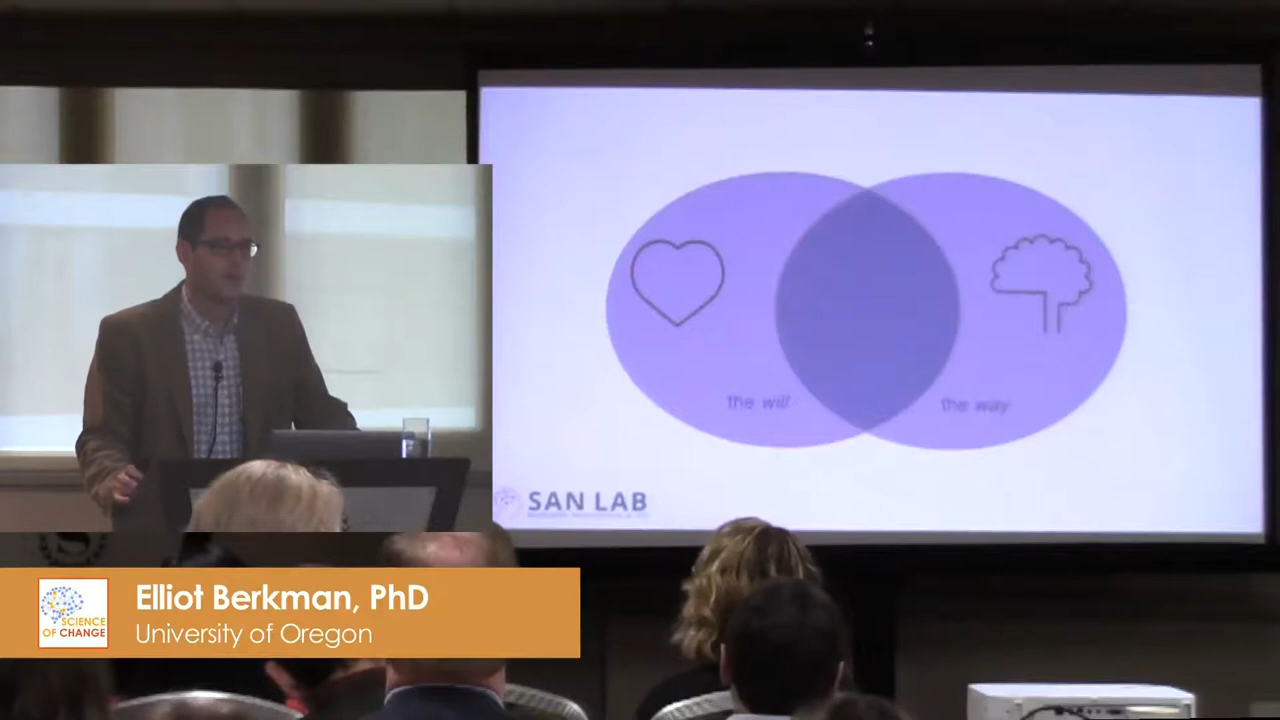 the will
the way
SAN LAB
SCIENCE
OF CHANGE
Elliot Berkman, PhD
University of Oregon